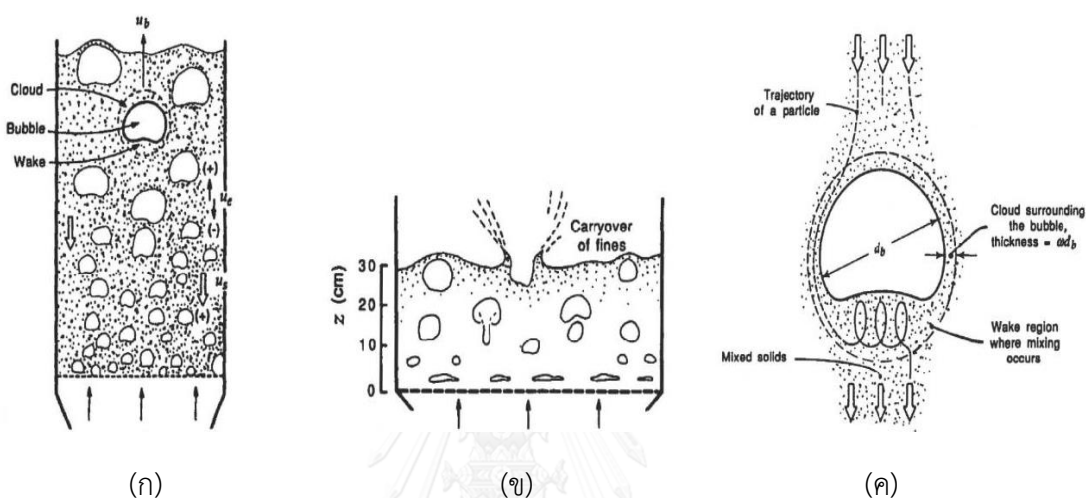 u_b
Cloud
Bubble
Wake
(+)
u_e
(-)
u_s
(+)
(ก)
Carryover
of fines
z (cm)
30
20
10
0
(ข)
Trajectory
of a particle
d_b
Cloud surrounding
the bubble,
thickness = αd_b
Wake region
where mixing
occurs
Mixed solids
(ค)